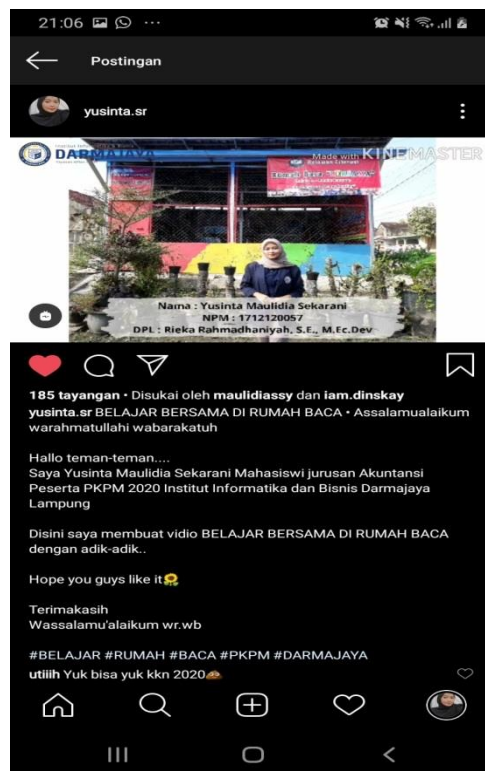 21:06
Postingan
yusinta.sr
DARMAJAYA
Made with KINEMASTER
Rumah Baca
Nama : Yusinta Maulidia Sekarani
NPM : 1712120057
DPL : Rieka Rahmadhaniyah, S.E., M.Ec.Dev
185 tayangan • Disukai oleh maulidiassy dan iam.dinskay
yusinta.sr BELAJAR BERSAMA DI RUMAH BACA • Assalamualaikum
warahmatullahi wabarakatuh
Hallo teman-teman....
Saya Yusinta Maulidia Sekarani Mahasiswi jurusan Akuntansi
Peserta PKPM 2020 Institut Informatika dan Bisnis Darmajaya
Lampung
Disini saya membuat vidio BELAJAR BERSAMA DI RUMAH BACA
dengan adik-adik..
Hope you guys like it🌻
Terimakasih
Wassalamu'alaikum wr.wb
#BELAJAR #RUMAH #BACA #PKPM #DARMAJAYA
utiiih Yuk bisa yuk kkn 2020